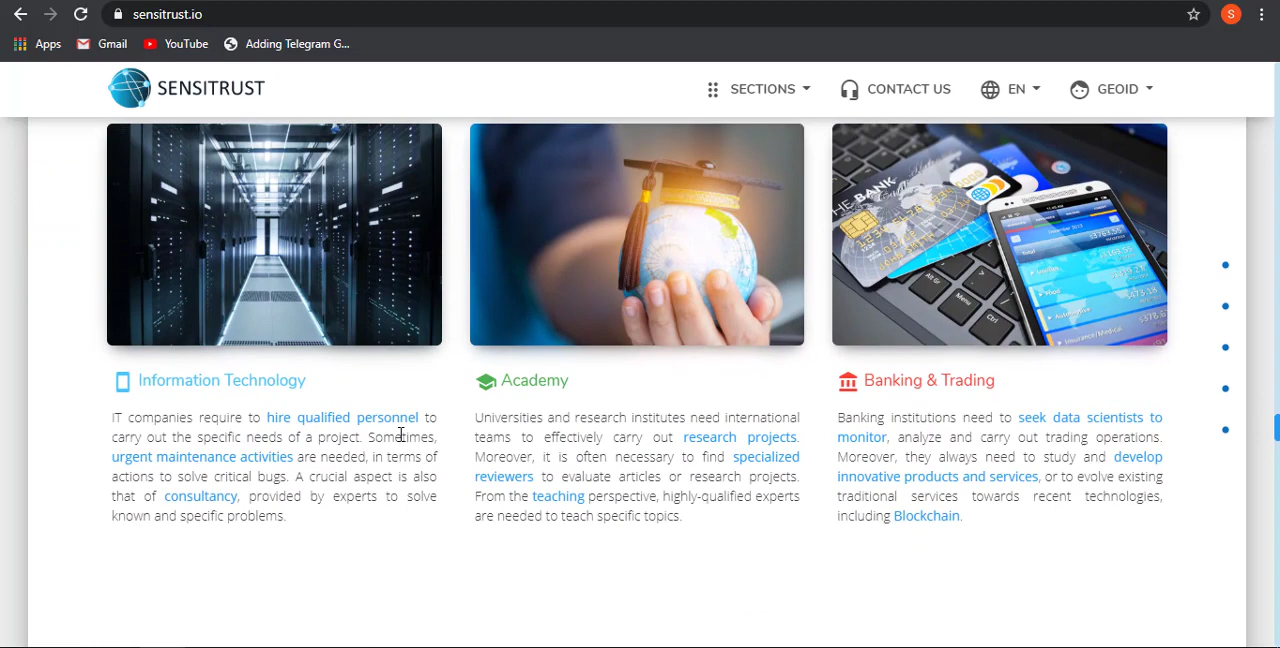 sensitrust.io
S
Apps
Gmail
YouTube
Adding Telegram G...
SENSITRUST
SECTIONS
CONTACT US
EN
GEOID
THE BANK
Alt Gr
Menu
Ctrl
Information Technology
IT companies require to hire qualified personnel to
carry out the specific needs of a project. Sometimes,
urgent maintenance activities are needed, in terms of
actions to solve critical bugs. A crucial aspect is also
that of consultancy, provided by experts to solve
known and specific problems.
Academy
Universities and research institutes need international
teams to effectively carry out research projects.
Moreover, it is often necessary to find specialized
reviewers to evaluate articles or research projects.
From the teaching perspective, highly-qualified experts
are needed to teach specific topics.
Banking & Trading
Banking institutions need to seek data scientists to
monitor, analyze and carry out trading operations.
Moreover, they always need to study and develop
innovative products and services, or to evolve existing
traditional services towards recent technologies,
including Blockchain.